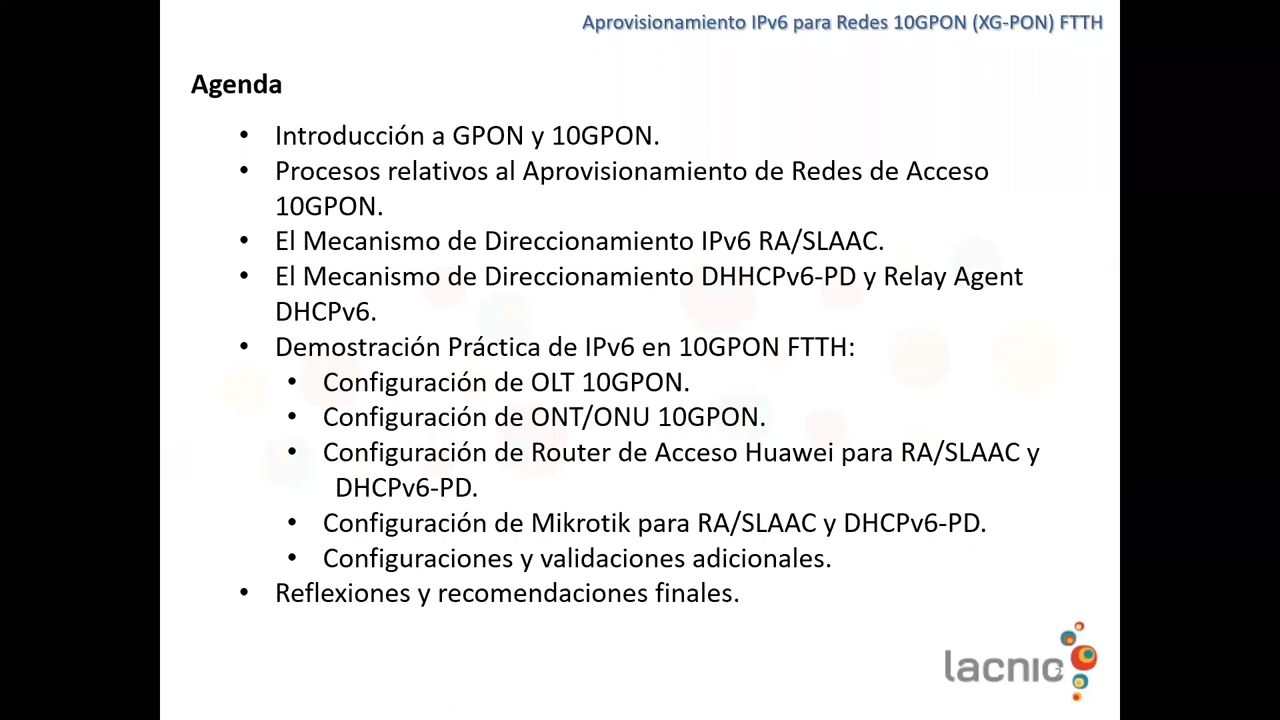 Aprovisionamiento IPv6 para Redes 10GPON (XG-PON) FTTH
Agenda
• Introducción a GPON y 10GPON.
• Procesos relativos al Aprovisionamiento de Redes de Acceso
10GPON.
• El Mecanismo de Direccionamiento IPv6 RA/SLAAC.
• El Mecanismo de Direccionamiento DHHCPv6-PD y Relay Agent
DHCPv6.
• Demostración Práctica de IPv6 en 10GPON FTTH:
• Configuración de OLT 10GPON.
• Configuración de ONT/ONU 10GPON.
• Configuración de Router de Acceso Huawei para RA/SLAAC y
DHCPv6-PD.
• Configuración de Mikrotik para RA/SLAAC y DHCPv6-PD.
• Configuraciones y validaciones adicionales.
• Reflexiones y recomendaciones finales.
lacnic